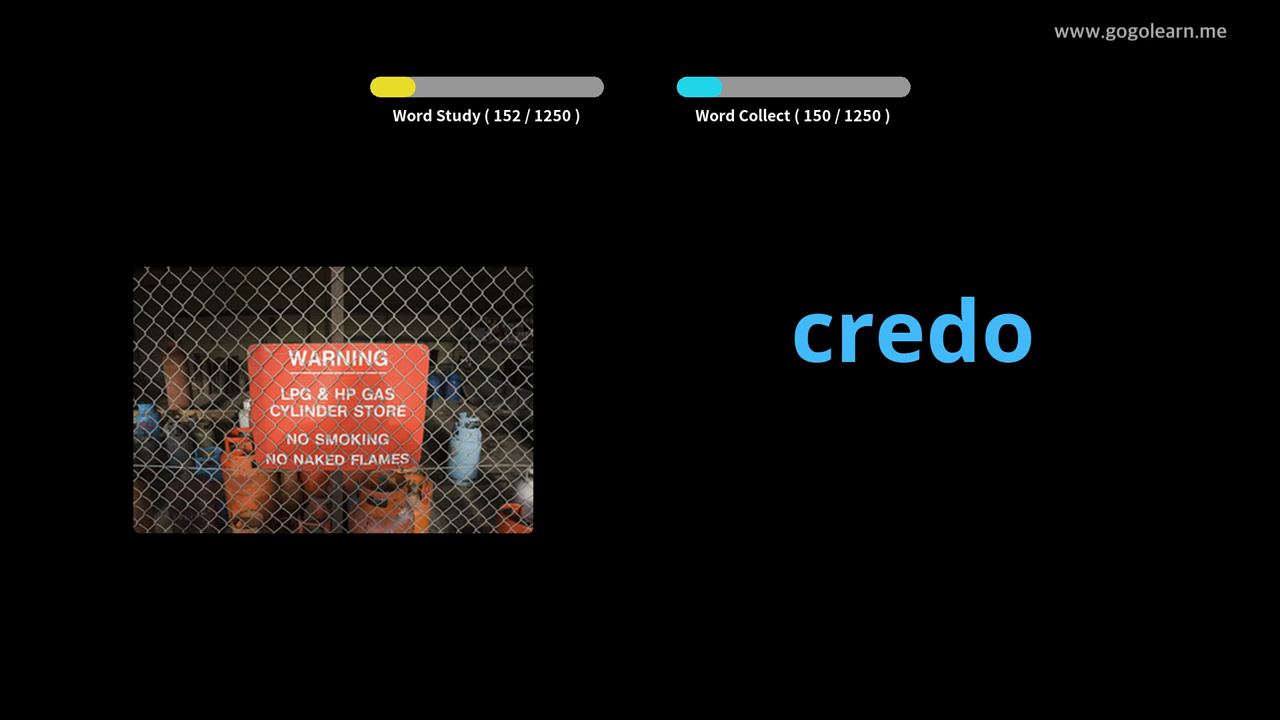 www.gogolearn.me
Word Study ( 152 / 1250 )
Word Collect ( 150 / 1250 )
WARNING
LPG & HP GAS
CYLINDER STORE
NO SMOKING
NO NAKED FLAMES
credo